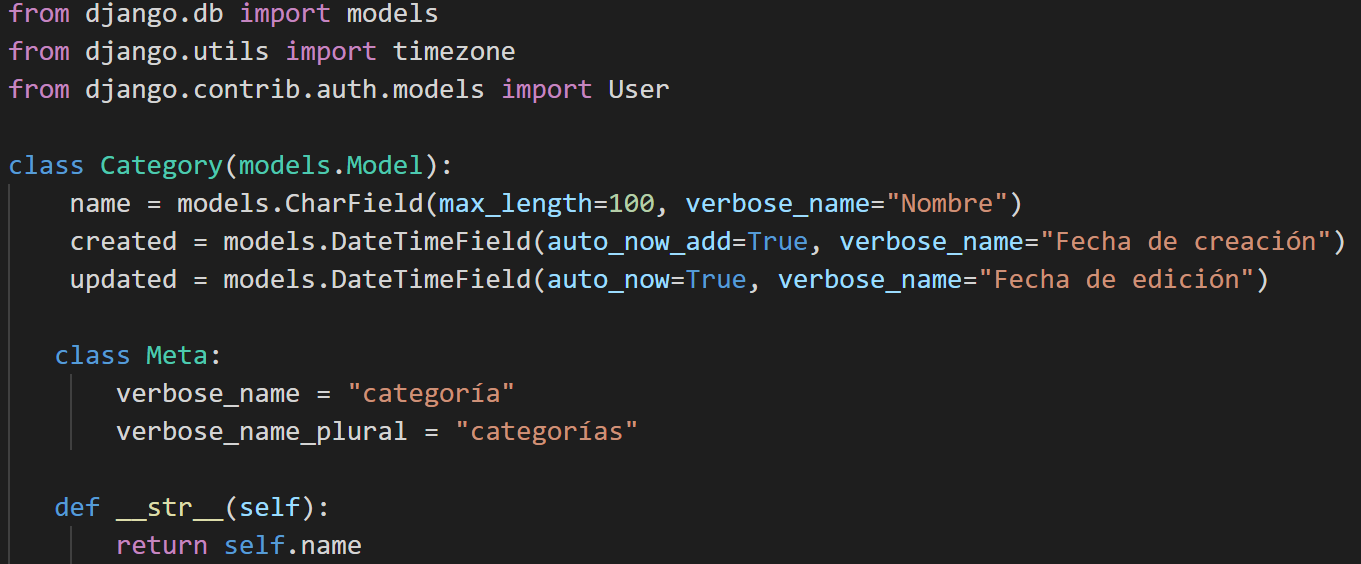 from django.db import models
from django.utils import timezone
from django.contrib.auth.models import User

class Category(models.Model):
    name = models.CharField(max_length=100, verbose_name="Nombre")
    created = models.DateTimeField(auto_now_add=True, verbose_name="Fecha de creación")
    updated = models.DateTimeField(auto_now=True, verbose_name="Fecha de edición")

   class Meta:
       verbose_name = "categoría"
       verbose_name_plural = "categorías"

   def __str__(self):
       return self.name